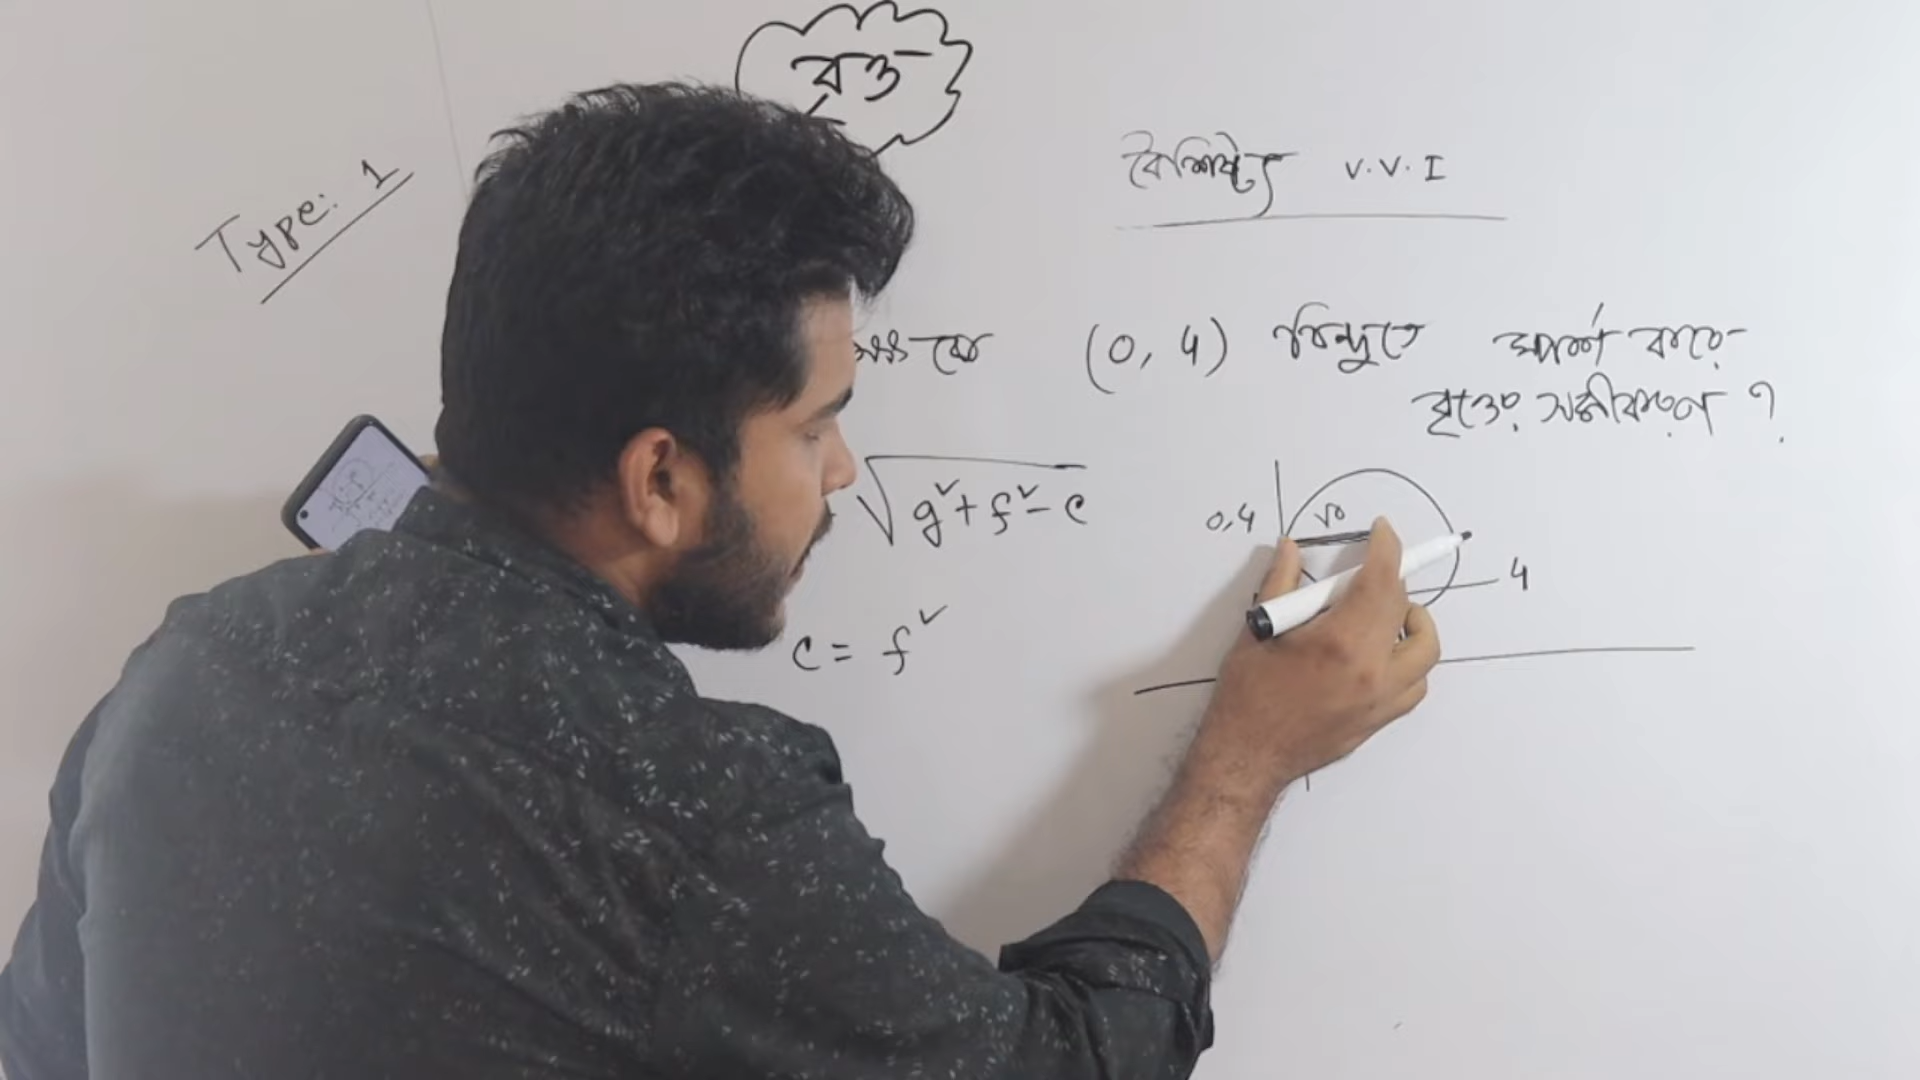 বৃত্ত
Type: 1
বৈশিষ্ট্য V.V.I
(0, 4) বিন্দুতে স্পর্শ করে
বৃত্তের সমীকরণ ?
√g²+f²-c
0,4
4
c = f²